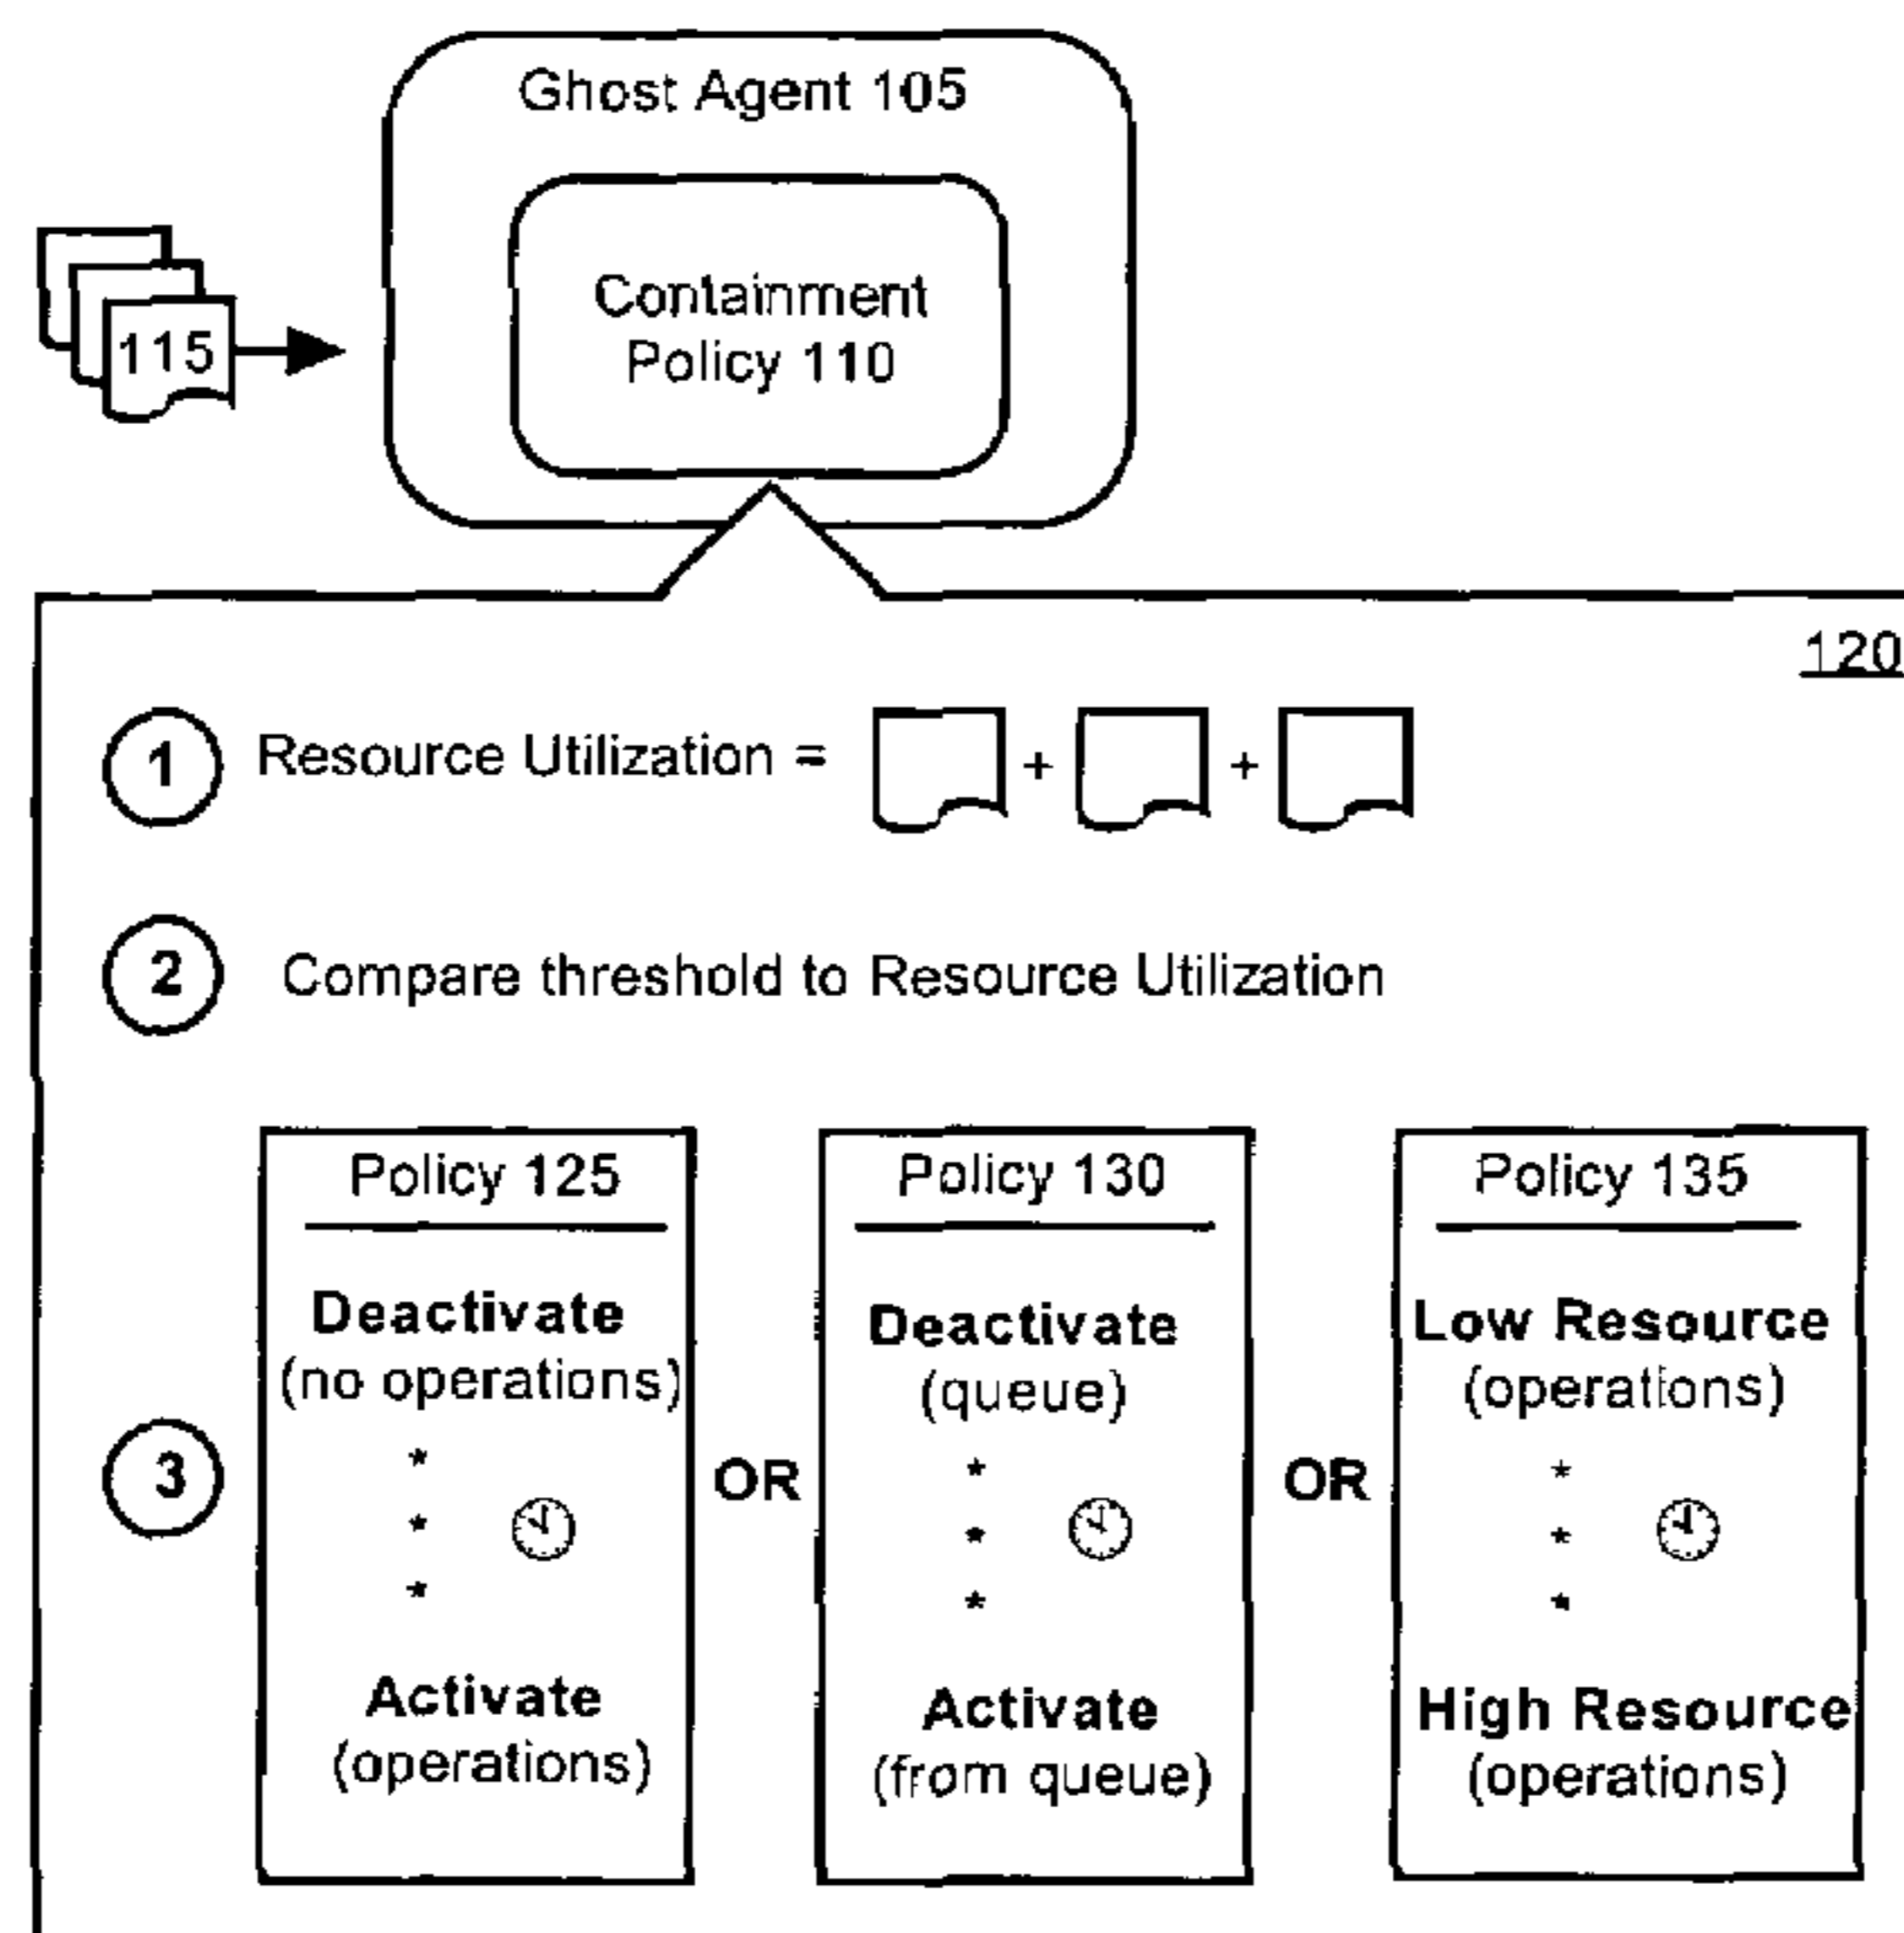 Ghost Agent 105
Containment
Policy 110
115
120
1 Resource Utilization = + +
2 Compare threshold to Resource Utilization
3
Policy 125
Deactivate
(no operations)
*
*
*
Activate
(operations)
OR
Policy 130
Deactivate
(queue)
*
*
*
Activate
(from queue)
OR
Policy 135
Low Resource
(operations)
*
*
*
High Resource
(operations)